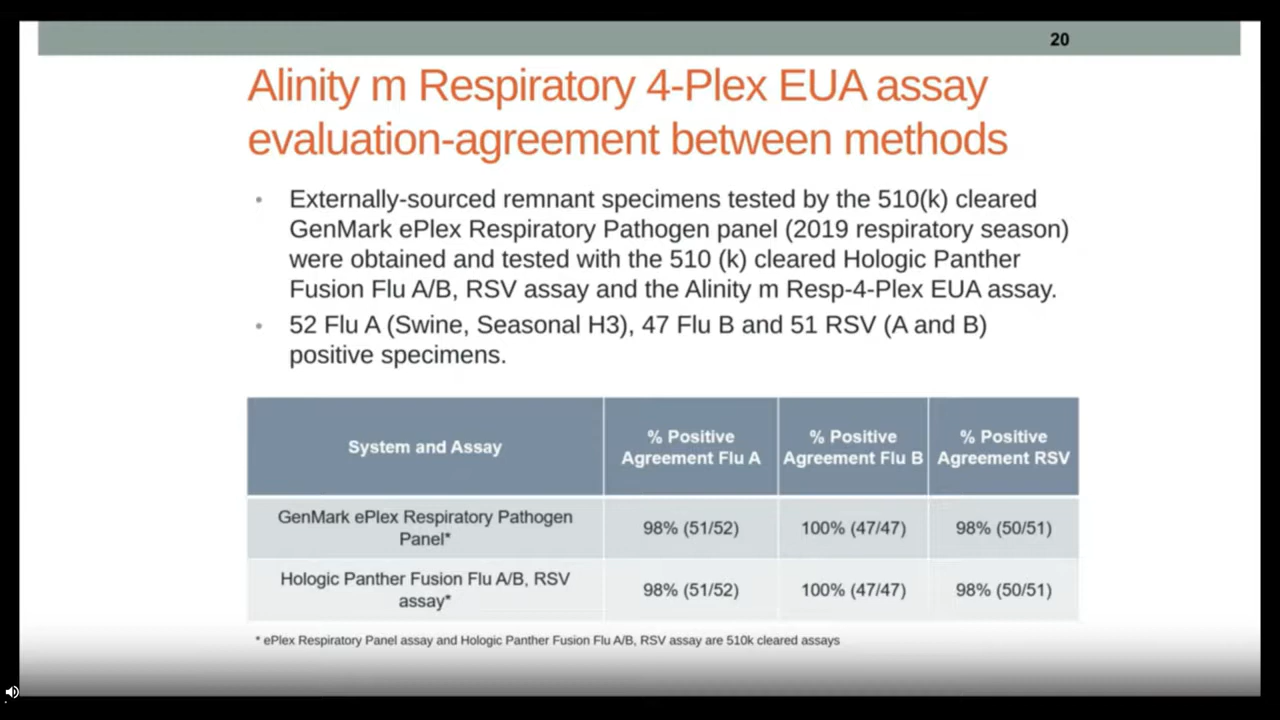 20
Alinity m Respiratory 4-Plex EUA assay
evaluation-agreement between methods
• Externally-sourced remnant specimens tested by the 510(k) cleared
GenMark ePlex Respiratory Pathogen panel (2019 respiratory season)
were obtained and tested with the 510 (k) cleared Hologic Panther
Fusion Flu A/B, RSV assay and the Alinity m Resp-4-Plex EUA assay.
• 52 Flu A (Swine, Seasonal H3), 47 Flu B and 51 RSV (A and B)
positive specimens.
System and Assay
% Positive
Agreement Flu A
% Positive
Agreement Flu B
% Positive
Agreement RSV
GenMark ePlex Respiratory Pathogen
Panel*
98% (51/52)
100% (47/47)
98% (50/51)
Hologic Panther Fusion Flu A/B, RSV
assay*
98% (51/52)
100% (47/47)
98% (50/51)
* ePlex Respiratory Panel assay and Hologic Panther Fusion Flu A/B, RSV assay are 510k cleared assays